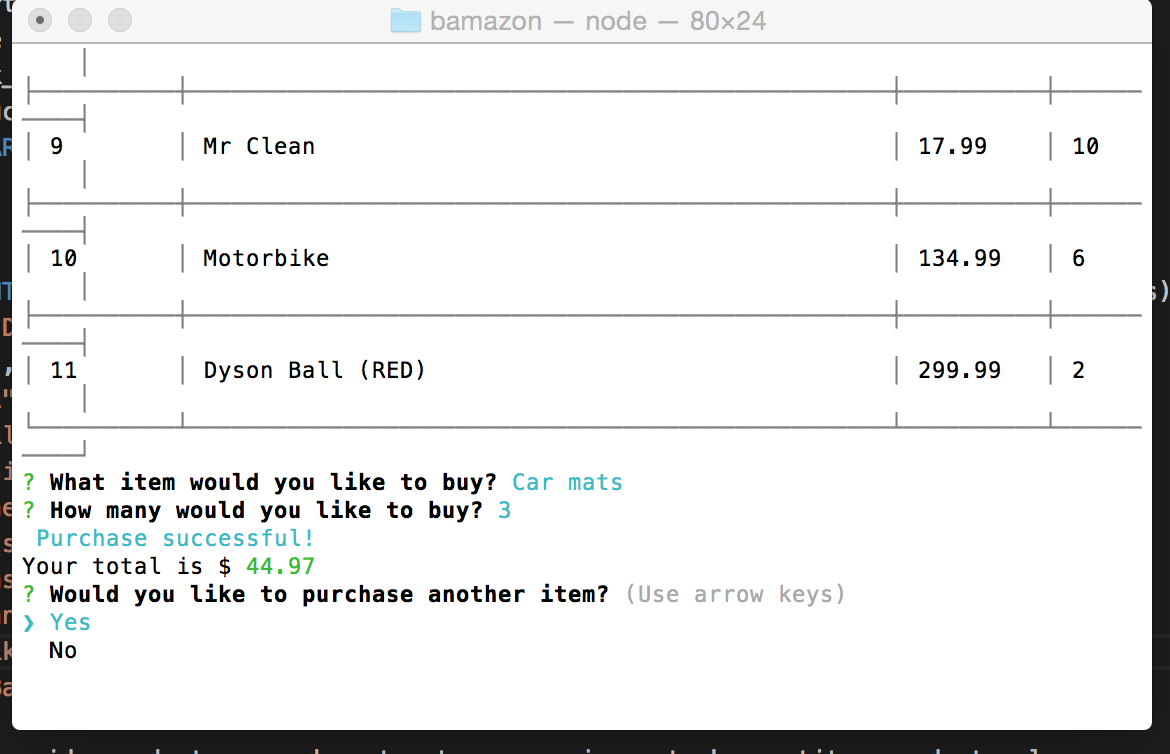 bamazon — node — 80×24
│ 9 │ Mr Clean │ 17.99 │ 10
│ 10 │ Motorbike │ 134.99 │ 6
│ 11 │ Dyson Ball (RED) │ 299.99 │ 2
? What item would you like to buy? Car mats
? How many would you like to buy? 3
Purchase successful!
Your total is $ 44.97
? Would you like to purchase another item? (Use arrow keys)
❯ Yes
No